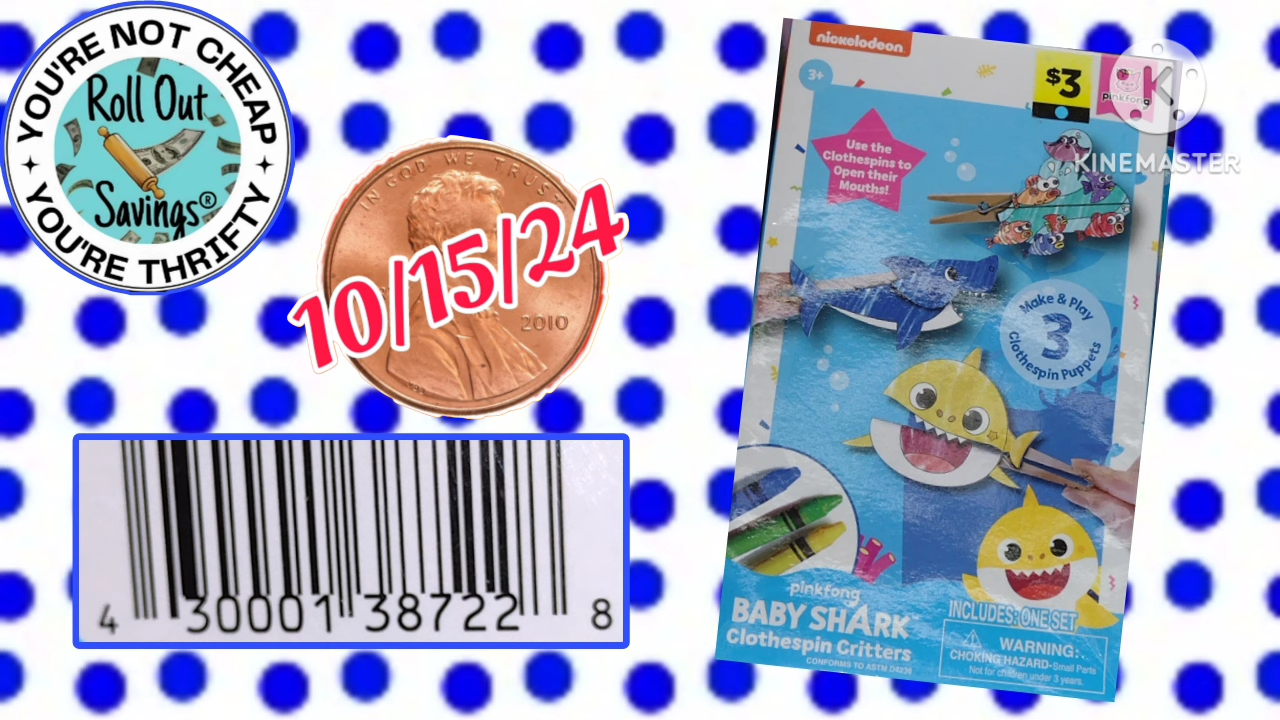 YOU'RE NOT CHEAP
Roll Out
Savings®
YOU'RE THRIFTY
IN GOD WE TRUST
2010
10/15/24
4 30001 38722 8
nickelodeon
3+
$3
pinkfong
K
KINEMASTER
Use the
Clothespins to
Open their
Mouths!
Make & Play
3
Clothespin Puppets
pinkfong
BABY SHARK™
Clothespin Critters
CONFORMS TO ASTM D4236
INCLUDES: ONE SET
WARNING:
CHOKING HAZARD-Small Parts
Not for children under 3 years.